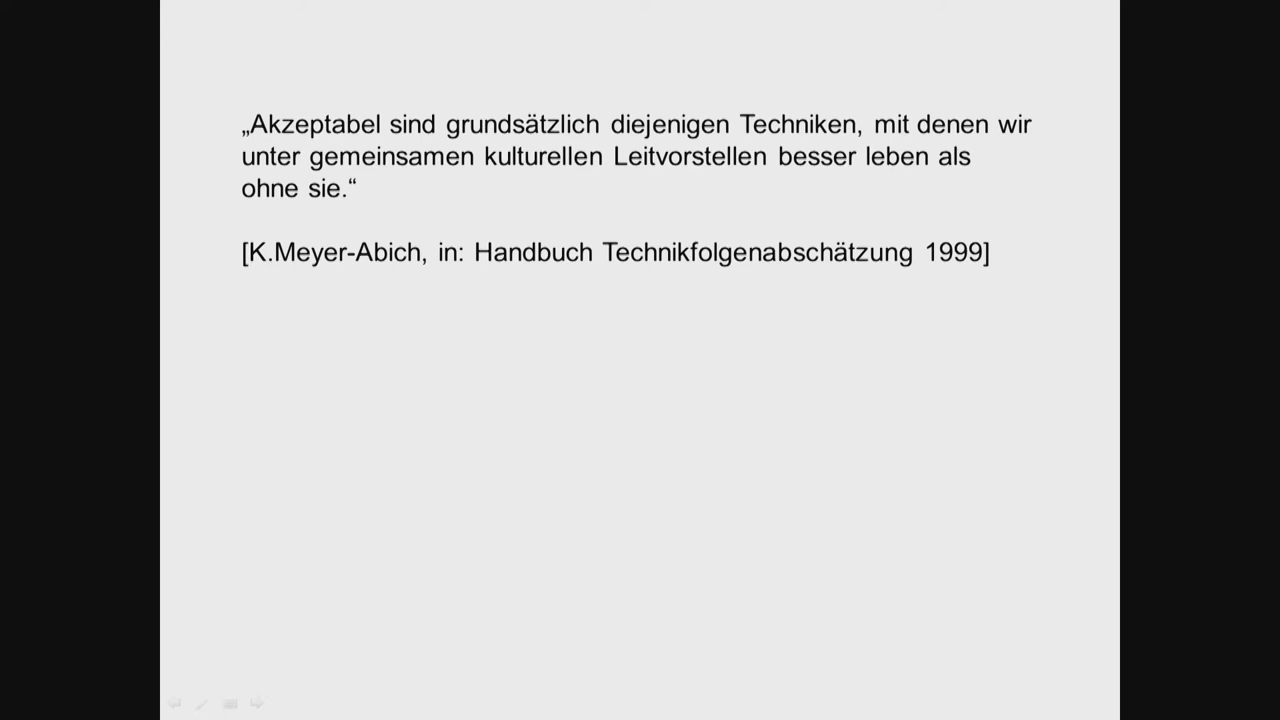 „Akzeptabel sind grundsätzlich diejenigen Techniken, mit denen wir
unter gemeinsamen kulturellen Leitvorstellen besser leben als
ohne sie.“
[K.Meyer-Abich, in: Handbuch Technikfolgenabschätzung 1999]